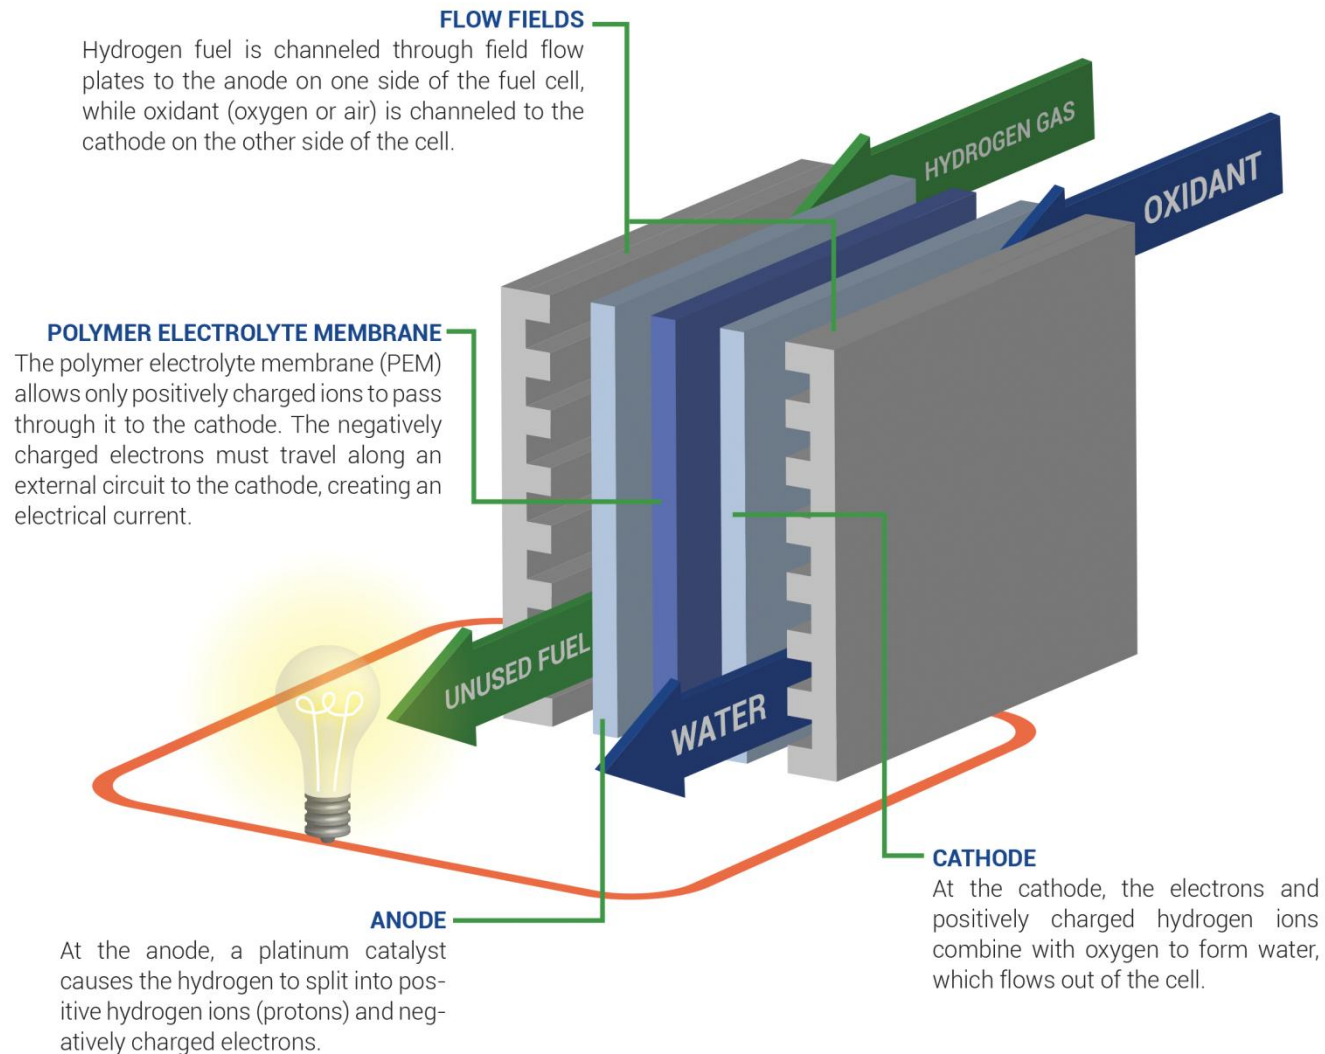 FLOW FIELDS
Hydrogen fuel is channeled through field flow
plates to the anode on one side of the fuel cell,
while oxidant (oxygen or air) is channeled to the
cathode on the other side of the cell.
HYDROGEN GAS
OXIDANT
POLYMER ELECTROLYTE MEMBRANE
The polymer electrolyte membrane (PEM)
allows only positively charged ions to pass
through it to the cathode. The negatively
charged electrons must travel along an
external circuit to the cathode, creating an
electrical current.
UNUSED FUEL
WATER
CATHODE
At the cathode, the electrons and
positively charged hydrogen ions
combine with oxygen to form water,
which flows out of the cell.
ANODE
At the anode, a platinum catalyst
causes the hydrogen to split into pos-
itive hydrogen ions (protons) and neg-
atively charged electrons.